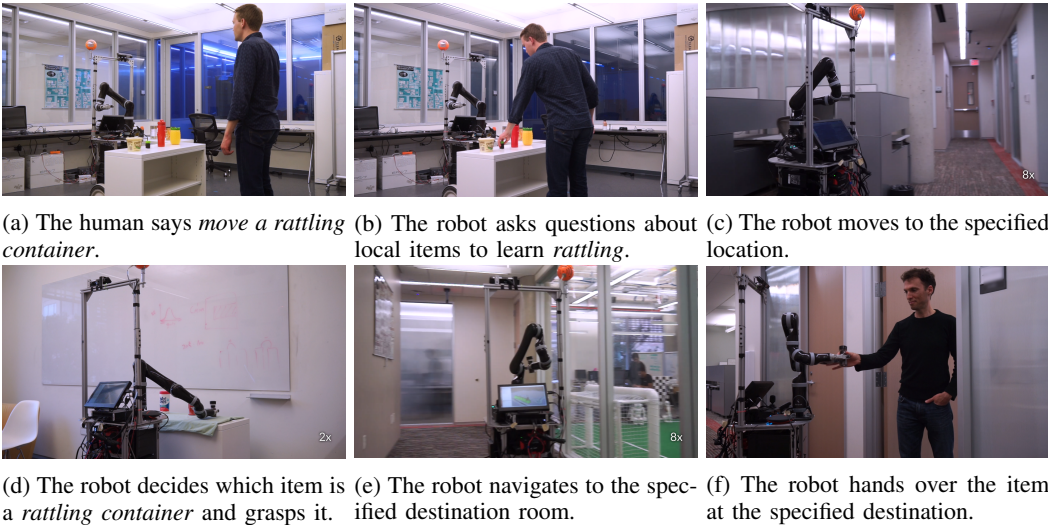 8x
(a) The human says move a rattling
container.
(b) The robot asks questions about
local items to learn rattling.
(c) The robot moves to the specified
location.
2x
8x
(d) The robot decides which item is
a rattling container and grasps it.
(e) The robot navigates to the spec-
ified destination room.
(f) The robot hands over the item
at the specified destination.